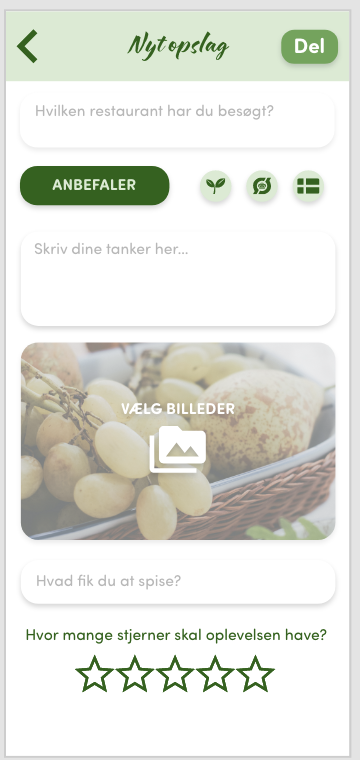 Nyt opslag
Del
Hvilken restaurant har du besøgt?
ANBEFALER
Skriv dine tanker her...
VÆLG BILLEDER
Hvad fik du at spise?
Hvor mange stjerner skal oplevelsen have?